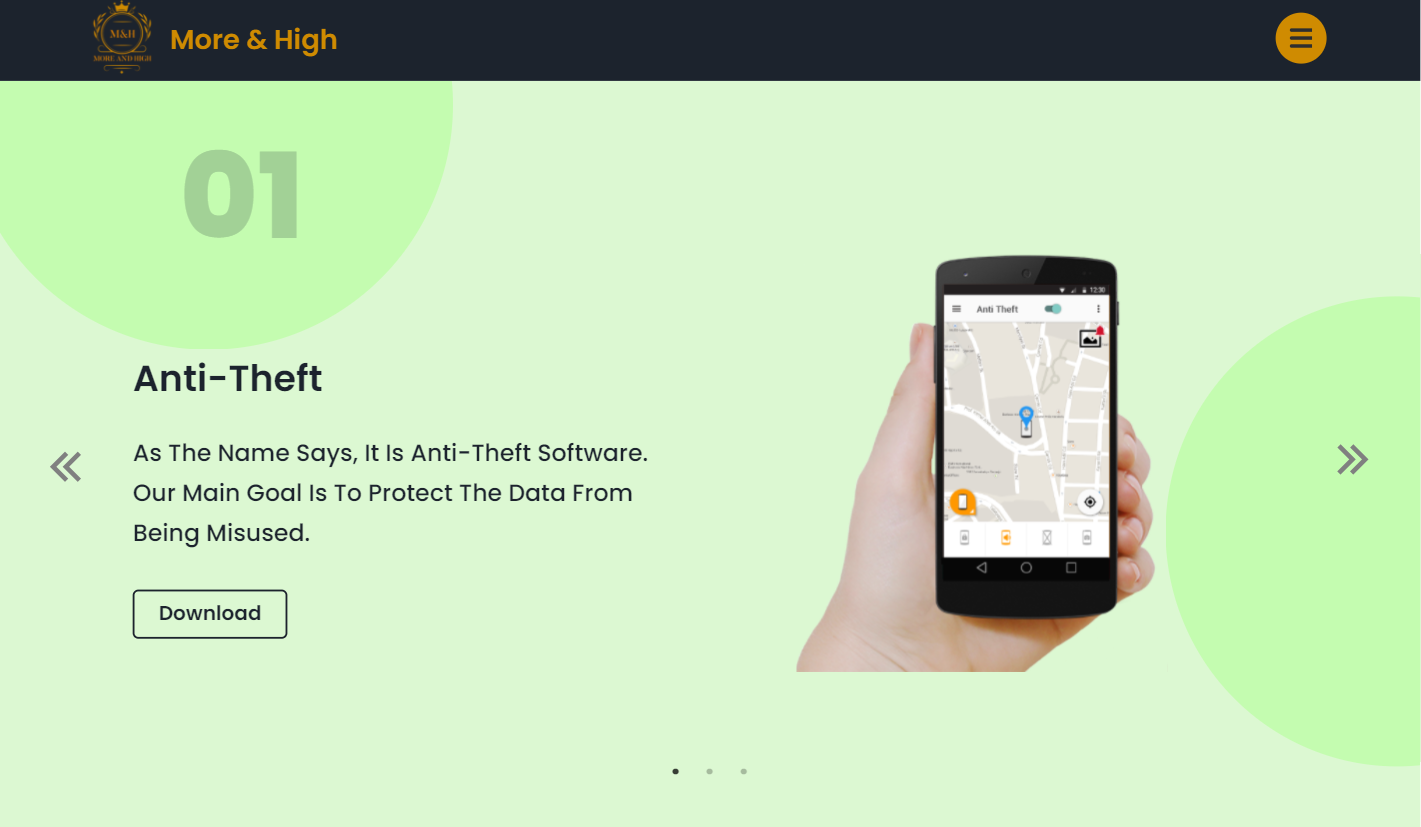 M&H
MORE AND HIGH
More & High
01
12:30
Anti Theft
Anti-Theft
As The Name Says, It Is Anti-Theft Software.
Our Main Goal Is To Protect The Data From
Being Misused.
Download